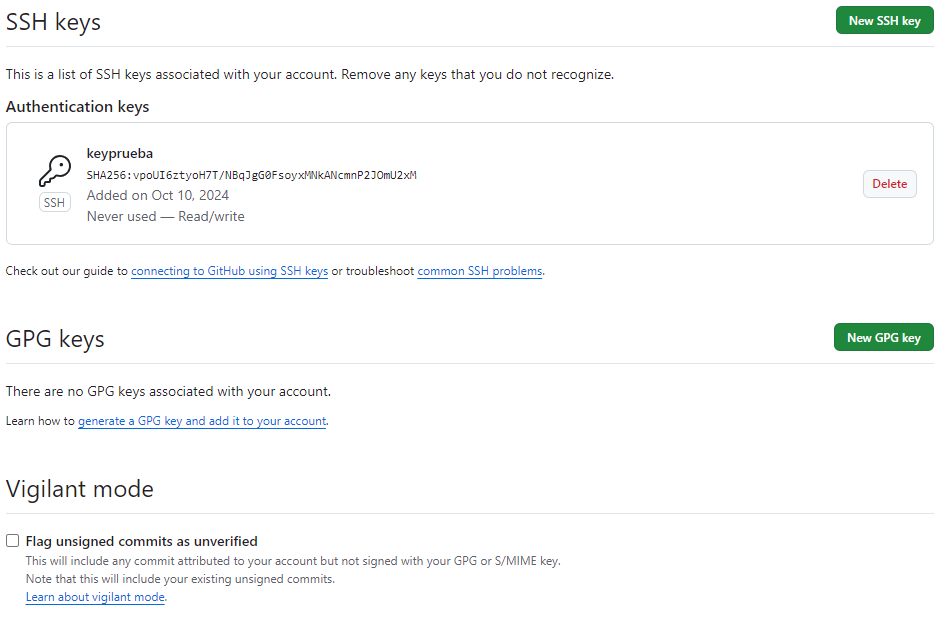 SSH keys
New SSH key
This is a list of SSH keys associated with your account. Remove any keys that you do not recognize.
Authentication keys
keyprueba
SHA256:vpoUI6ztyoH7T/NBqJgG0FsoyxMNkANcmnP2JOmU2xM
SSH
Added on Oct 10, 2024
Never used — Read/write
Delete
Check out our guide to connecting to GitHub using SSH keys or troubleshoot common SSH problems.
GPG keys
New GPG key
There are no GPG keys associated with your account.
Learn how to generate a GPG key and add it to your account.
Vigilant mode
Flag unsigned commits as unverified
This will include any commit attributed to your account but not signed with your GPG or S/MIME key.
Note that this will include your existing unsigned commits.
Learn about vigilant mode.